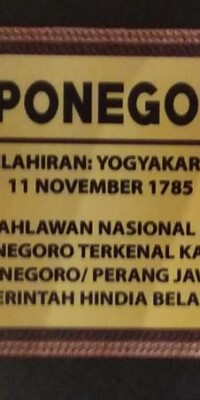 PONEGO
LAHIRAN: YOGYAKAR
11 NOVEMBER 1785
AHLAWAN NASIONAL
NEGORO TERKENAL KA
NEGORO/ PERANG JAW
ERINTAH HINDIA BELA